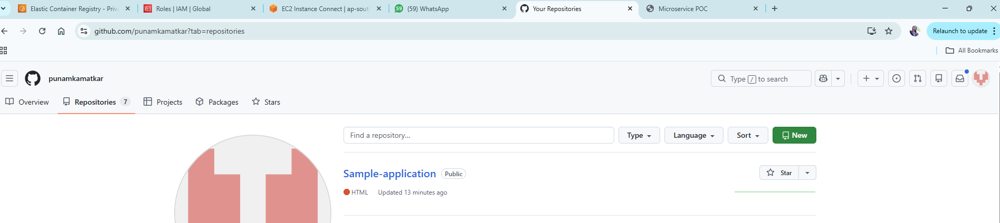 Elastic Container Registry - Priva
Roles | IAM | Global
EC2 Instance Connect | ap-sout
59 (59) WhatsApp
Your Repositories
Microservice POC
github.com/punamkamatkar?tab=repositories
Relaunch to update
All Bookmarks
punamkamatkar
Type / to search
Overview
Repositories 7
Projects
Packages
Stars
Find a repository...
Type
Language
Sort
New
Sample-application Public
Star
HTML Updated 13 minutes ago